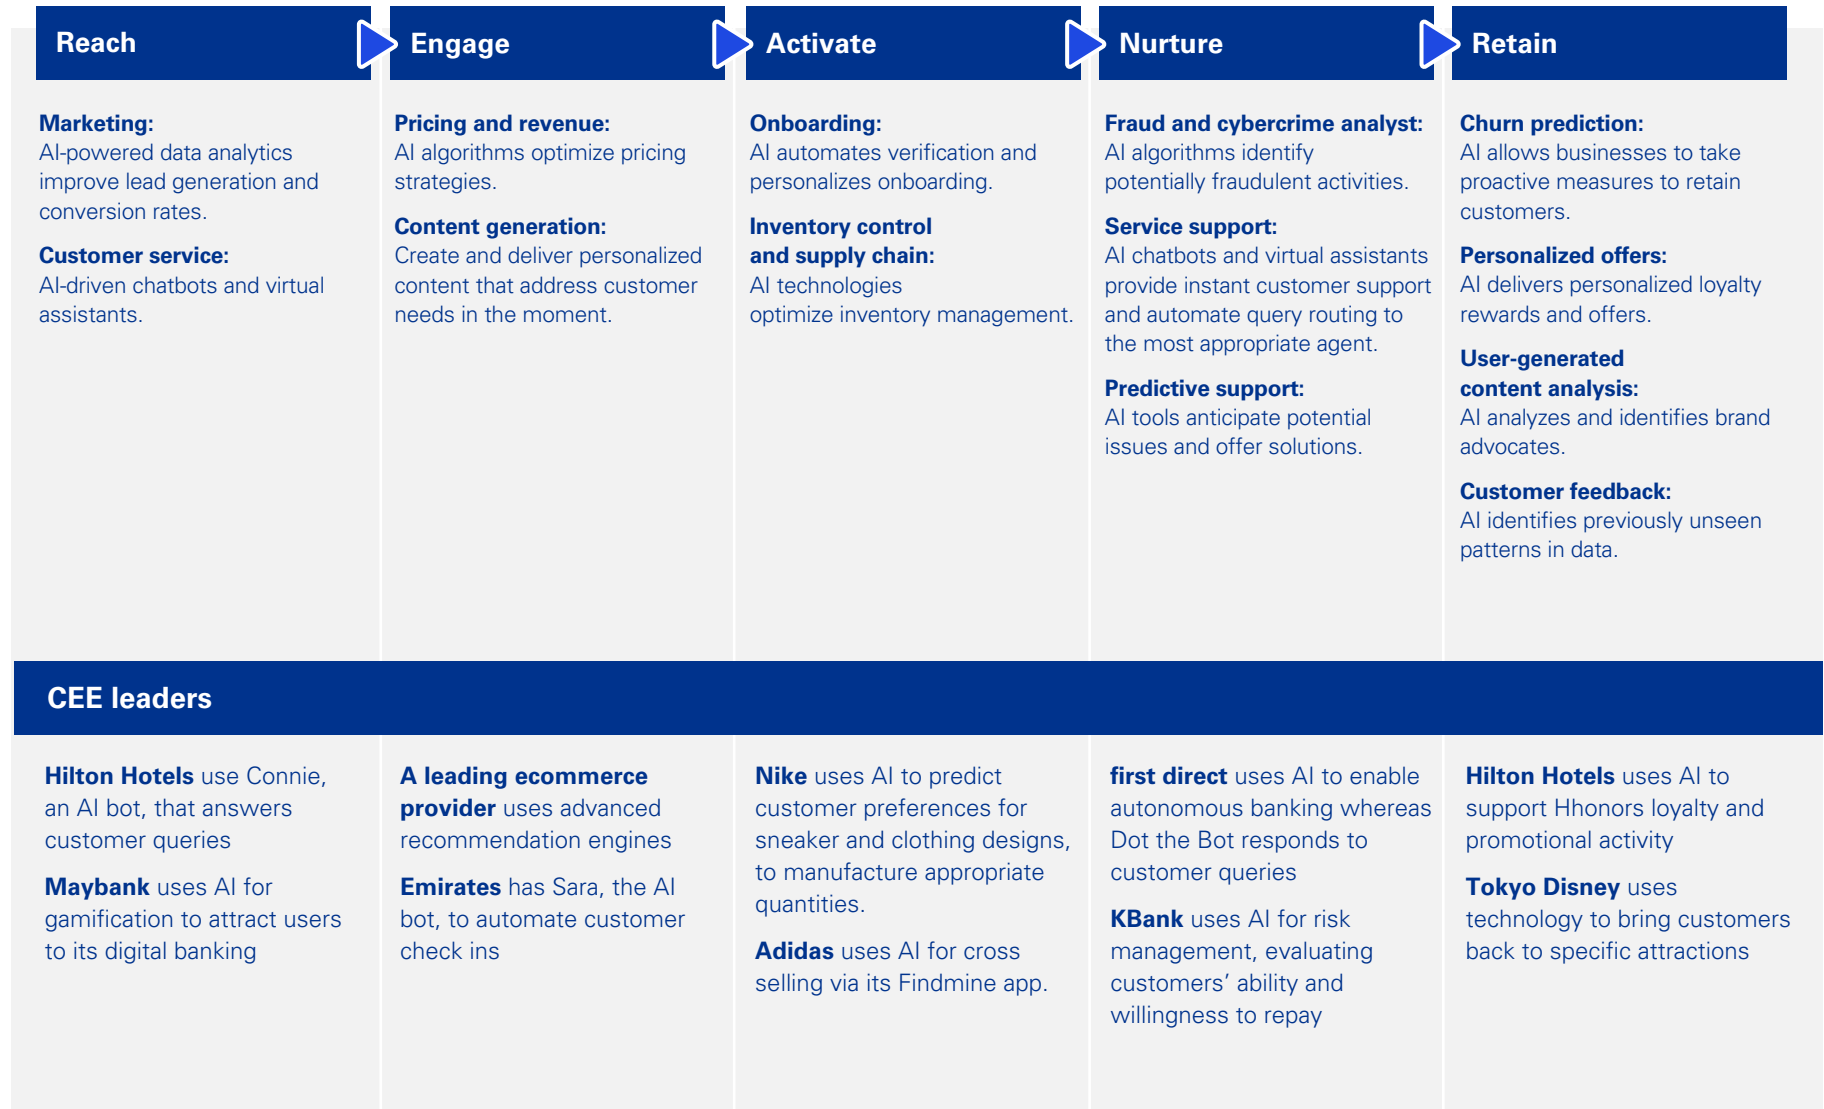 Reach
Engage
Activate
Nurture
Retain
Marketing:
AI-powered data analytics
improve lead generation and
conversion rates.
Customer service:
AI-driven chatbots and virtual
assistants.
Pricing and revenue:
AI algorithms optimize pricing
strategies.
Content generation:
Create and deliver personalized
content that address customer
needs in the moment.
Onboarding:
AI automates verification and
personalizes onboarding.
Inventory control
and supply chain:
AI technologies
optimize inventory management.
Fraud and cybercrime analyst:
AI algorithms identify
potentially fraudulent activities.
Service support:
AI chatbots and virtual assistants
provide instant customer support
and automate query routing to
the most appropriate agent.
Predictive support:
AI tools anticipate potential
issues and offer solutions.
Churn prediction:
AI allows businesses to take
proactive measures to retain
customers.
Personalized offers:
AI delivers personalized loyalty
rewards and offers.
User-generated
content analysis:
AI analyzes and identifies brand
advocates.
Customer feedback:
AI identifies previously unseen
patterns in data.
CEE leaders
Hilton Hotels use Connie,
an AI bot, that answers
customer queries
Maybank uses AI for
gamification to attract users
to its digital banking
A leading ecommerce
provider uses advanced
recommendation engines
Emirates has Sara, the AI
bot, to automate customer
check ins
Nike uses AI to predict
customer preferences for
sneaker and clothing designs,
to manufacture appropriate
quantities.
Adidas uses AI for cross
selling via its Findmine app.
first direct uses AI to enable
autonomous banking whereas
Dot the Bot responds to
customer queries
KBank uses AI for risk
management, evaluating
customers’ ability and
willingness to repay
Hilton Hotels uses AI to
support Hhonors loyalty and
promotional activity
Tokyo Disney uses
technology to bring customers
back to specific attractions